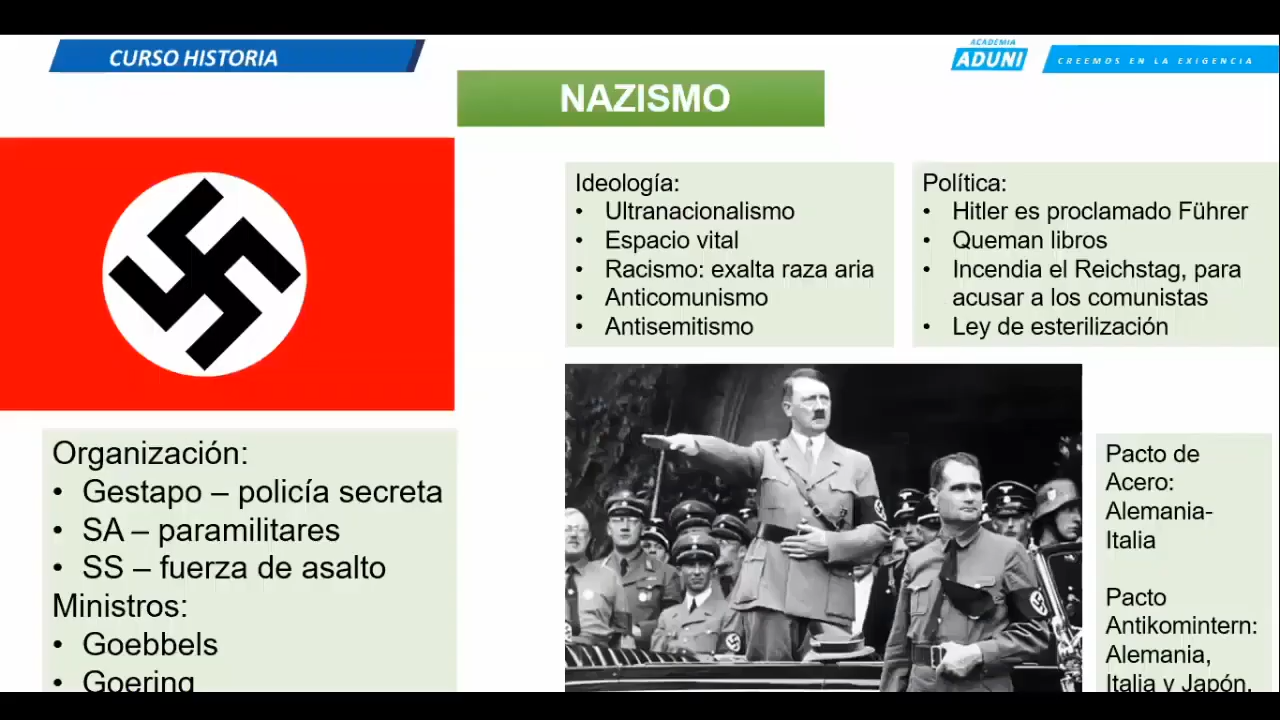 CURSO HISTORIA
ACADEMIA
ADUNI
CREEMOS EN LA EXIGENCIA
NAZISMO
Ideología:
• Ultranacionalismo
• Espacio vital
• Racismo: exalta raza aria
• Anticomunismo
• Antisemitismo
Política:
• Hitler es proclamado Führer
• Queman libros
• Incendia el Reichstag, para
acusar a los comunistas
• Ley de esterilización
Organización:
• Gestapo – policía secreta
• SA – paramilitares
• SS – fuerza de asalto
Ministros:
• Goebbels
• Goering
Pacto de
Acero:
Alemania-
Italia
Pacto
Antikomintern:
Alemania,
Italia y Japón.